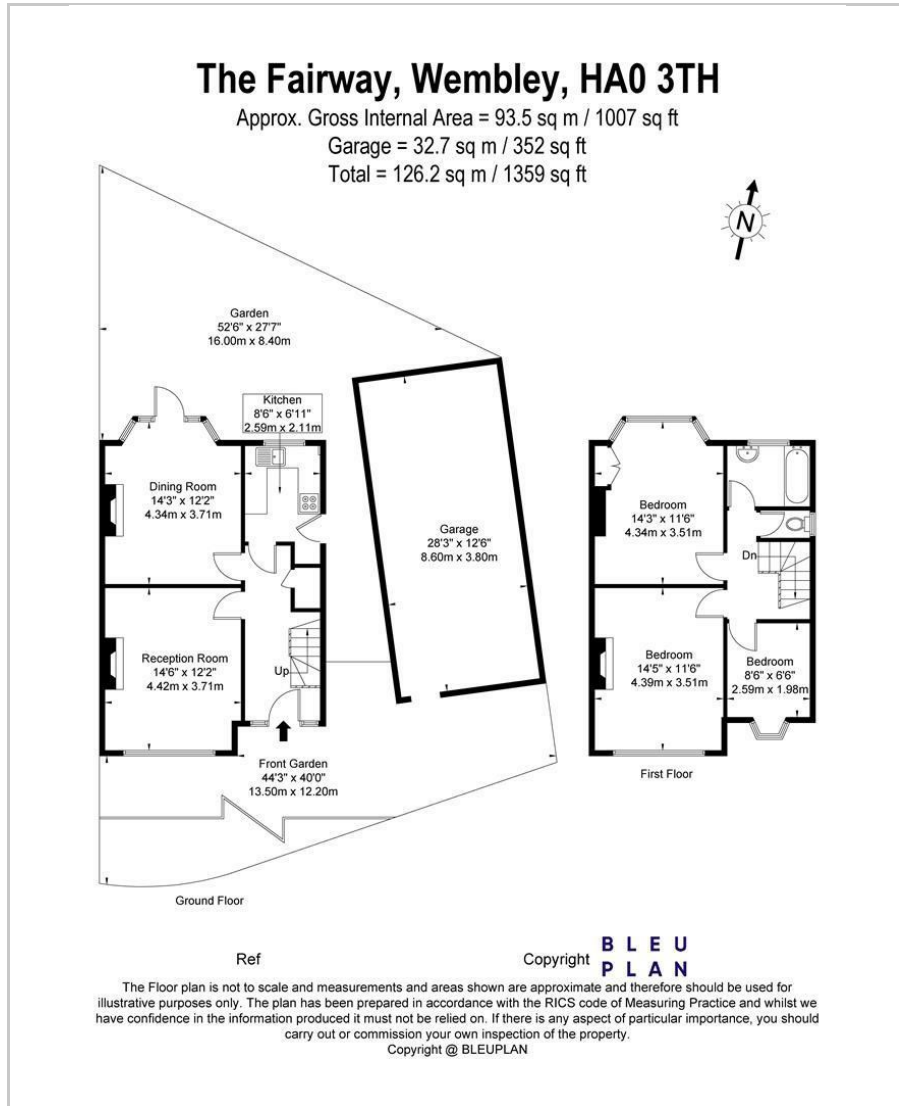 The Fairway, Wembley, HA0 3TH
Approx. Gross Internal Area = 93.5 sq m / 1007 sq ft
Garage = 32.7 sq m / 352 sq ft
Total = 126.2 sq m / 1359 sq ft
N
Garden
52'6" x 27'7"
16.00m x 8.40m
Kitchen
8'6" x 6'11"
2.59m x 2.11m
Dining Room
14'3" x 12'2"
4.34m x 3.71m
Garage
28'3" x 12'6"
8.60m x 3.80m
Reception Room
14'6" x 12'2"
4.42m x 3.71m
Up
Front Garden
44'3" x 40'0"
13.50m x 12.20m
Ground Floor
Bedroom
14'3" x 11'6"
4.34m x 3.51m
Dn
Bedroom
14'5" x 11'6"
4.39m x 3.51m
Bedroom
8'6" x 6'6"
2.59m x 1.98m
First Floor
Ref
Copyright
BLEU
PLAN
The Floor plan is not to scale and measurements and areas shown are approximate and therefore should be used for
illustrative purposes only. The plan has been prepared in accordance with the RICS code of Measuring Practice and whilst we
have confidence in the information produced it must not be relied on. If there is any aspect of particular importance, you should
carry out or commission your own inspection of the property.
Copyright @ BLEUPLAN